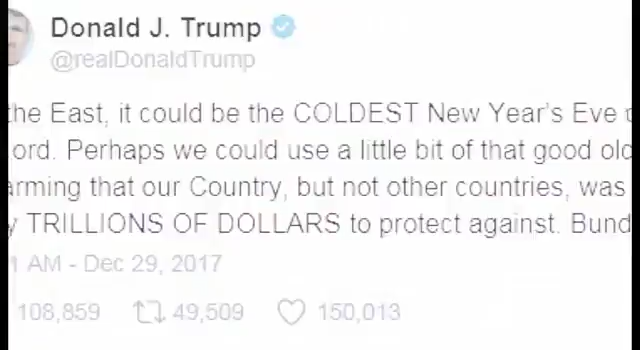 Donald J. Trump
@realDonaldTrump
the East, it could be the COLDEST New Year's Eve
Perhaps we could use a little bit of that good old
that our Country, but not other countries, was
TRILLIONS OF DOLLARS to protect against. Bund
AM - Dec 29, 2017
108,859 49,509 150,013